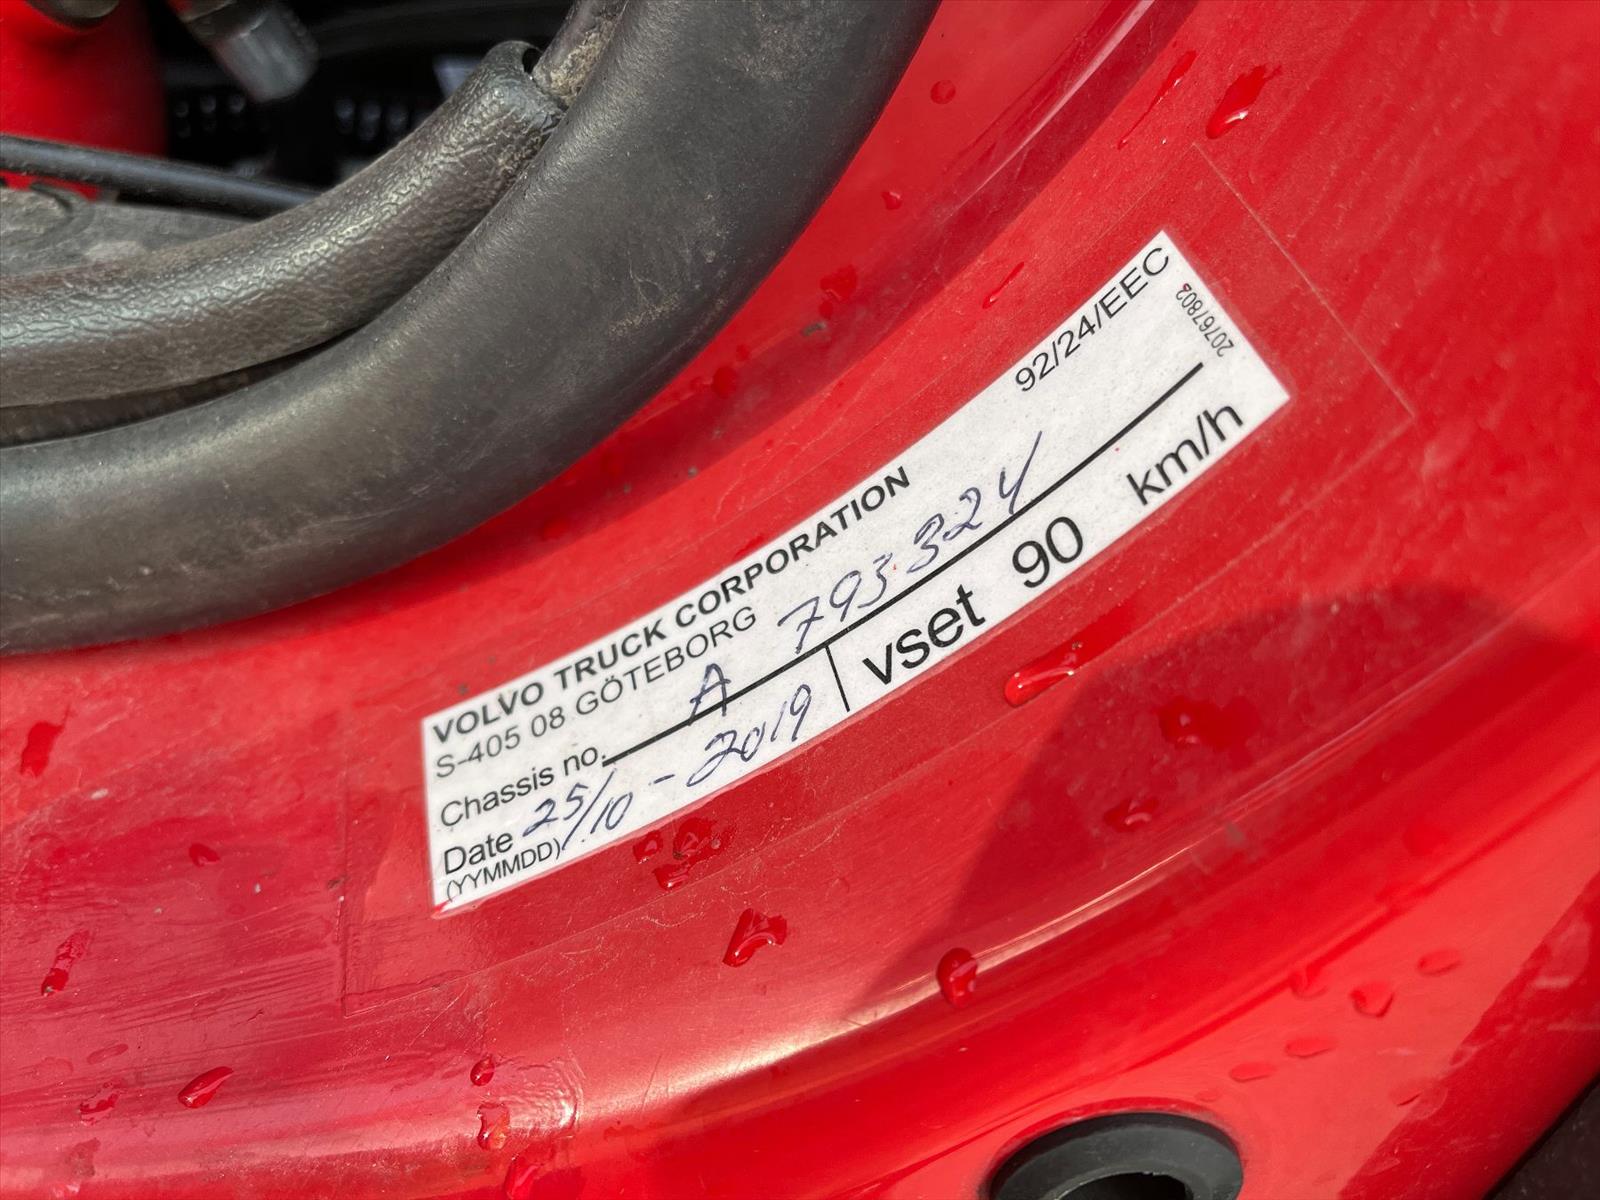 VOLVO TRUCK CORPORATION 92/24/EEC
S-405 08 GÖTEBORG 20767802
Chassis no. A 793324
Date 25/10-2019 vset 90 km/h
(YYMMDD)